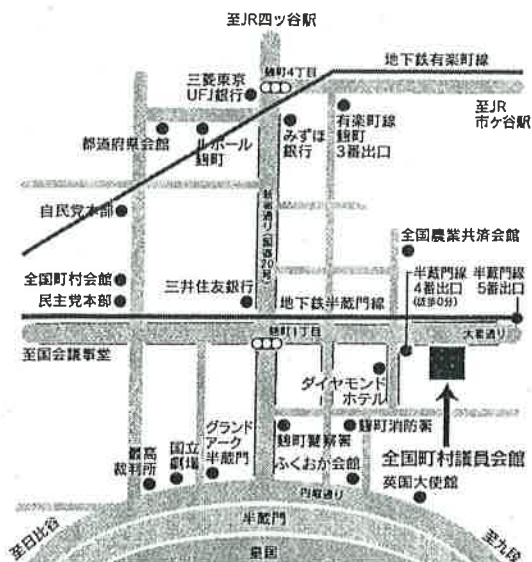 至JR四ツ谷駅
麹町4丁目
地下鉄有楽町線
三菱東京
UFJ銀行
至JR
市ケ谷駅
都道府県会館
ルポール
麹町
みずほ
銀行
有楽町線
麹町
3番出口
自民党本部
新宿通り(国道20号)
全国農業共済会館
全国町村会館
民主党本部
三井住友銀行
地下鉄半蔵門線
半蔵門線
4番出口
(徒歩0分)
半蔵門線
5番出口
麹町1丁目
大妻通り
至国会議事堂
ダイヤモンド
ホテル
最高
裁判所
国立
劇場
グランド
アーク
半蔵門
麹町警察署
麹町消防署
ふくおか会館
全国町村議員会館
英国大使館
内堀通り
至日比谷
半蔵門
至九段
皇居